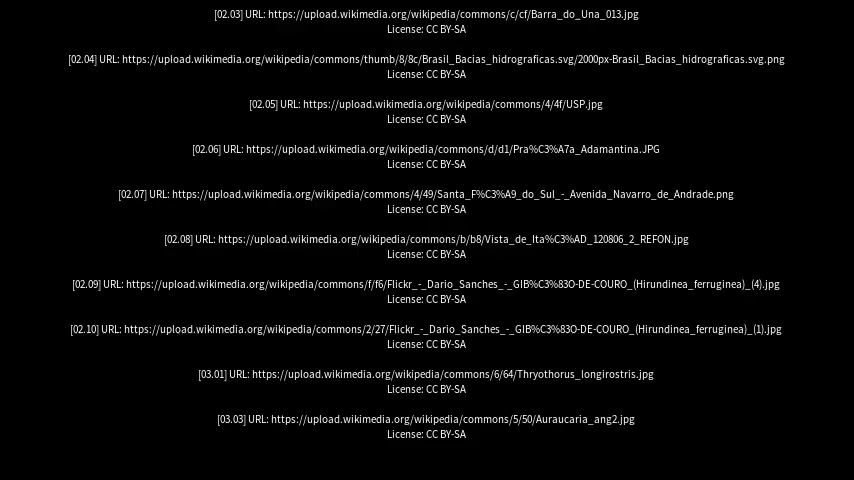 [02.03] URL: https://upload.wikimedia.org/wikipedia/commons/c/cf/Barra_do_Una_013.jpg
License: CC BY-SA
[02.04] URL: https://upload.wikimedia.org/wikipedia/commons/thumb/8/8c/Brasil_Bacias_hidrograficas.svg/2000px-Brasil_Bacias_hidrograficas.svg.png
License: CC BY-SA
[02.05] URL: https://upload.wikimedia.org/wikipedia/commons/4/4f/USP.jpg
License: CC BY-SA
[02.06] URL: https://upload.wikimedia.org/wikipedia/commons/d/d1/Pra%C3%A7a_Adamantina.JPG
License: CC BY-SA
[02.07] URL: https://upload.wikimedia.org/wikipedia/commons/4/49/Santa_F%C3%A9_do_Sul_-_Avenida_Navarro_de_Andrade.png
License: CC BY-SA
[02.08] URL: https://upload.wikimedia.org/wikipedia/commons/b/b8/Vista_de_Ita%C3%AD_120806_2_REFON.jpg
License: CC BY-SA
[02.09] URL: https://upload.wikimedia.org/wikipedia/commons/f/f6/Flickr_-_Dario_Sanches_-_GIB%C3%83O-DE-COURO_(Hirundinea_ferruginea)_(4).jpg
License: CC BY-SA
[02.10] URL: https://upload.wikimedia.org/wikipedia/commons/2/27/Flickr_-_Dario_Sanches_-_GIB%C3%83O-DE-COURO_(Hirundinea_ferruginea)_(1).jpg
License: CC BY-SA
[03.01] URL: https://upload.wikimedia.org/wikipedia/commons/6/64/Thryothorus_longirostris.jpg
License: CC BY-SA
[03.03] URL: https://upload.wikimedia.org/wikipedia/commons/5/50/Auraucaria_ang2.jpg
License: CC BY-SA